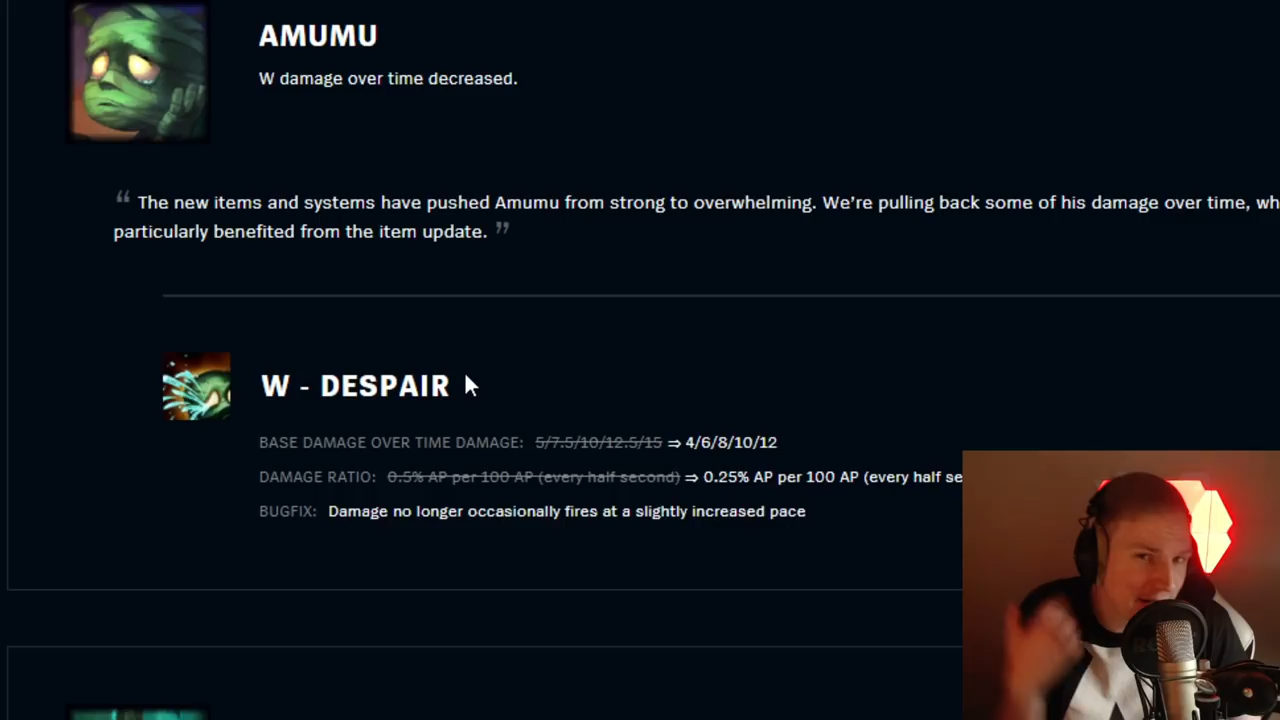 AMUMU
W damage over time decreased.
“ The new items and systems have pushed Amumu from strong to overwhelming. We’re pulling back some of his damage over time, wh
particularly benefited from the item update. ”
W - DESPAIR
BASE DAMAGE OVER TIME DAMAGE: 5/7.5/10/12.5/15 ⇒ 4/6/8/10/12
DAMAGE RATIO: 0.5% AP per 100 AP (every half second) ⇒ 0.25% AP per 100 AP (every half se
BUGFIX: Damage no longer occasionally fires at a slightly increased pace